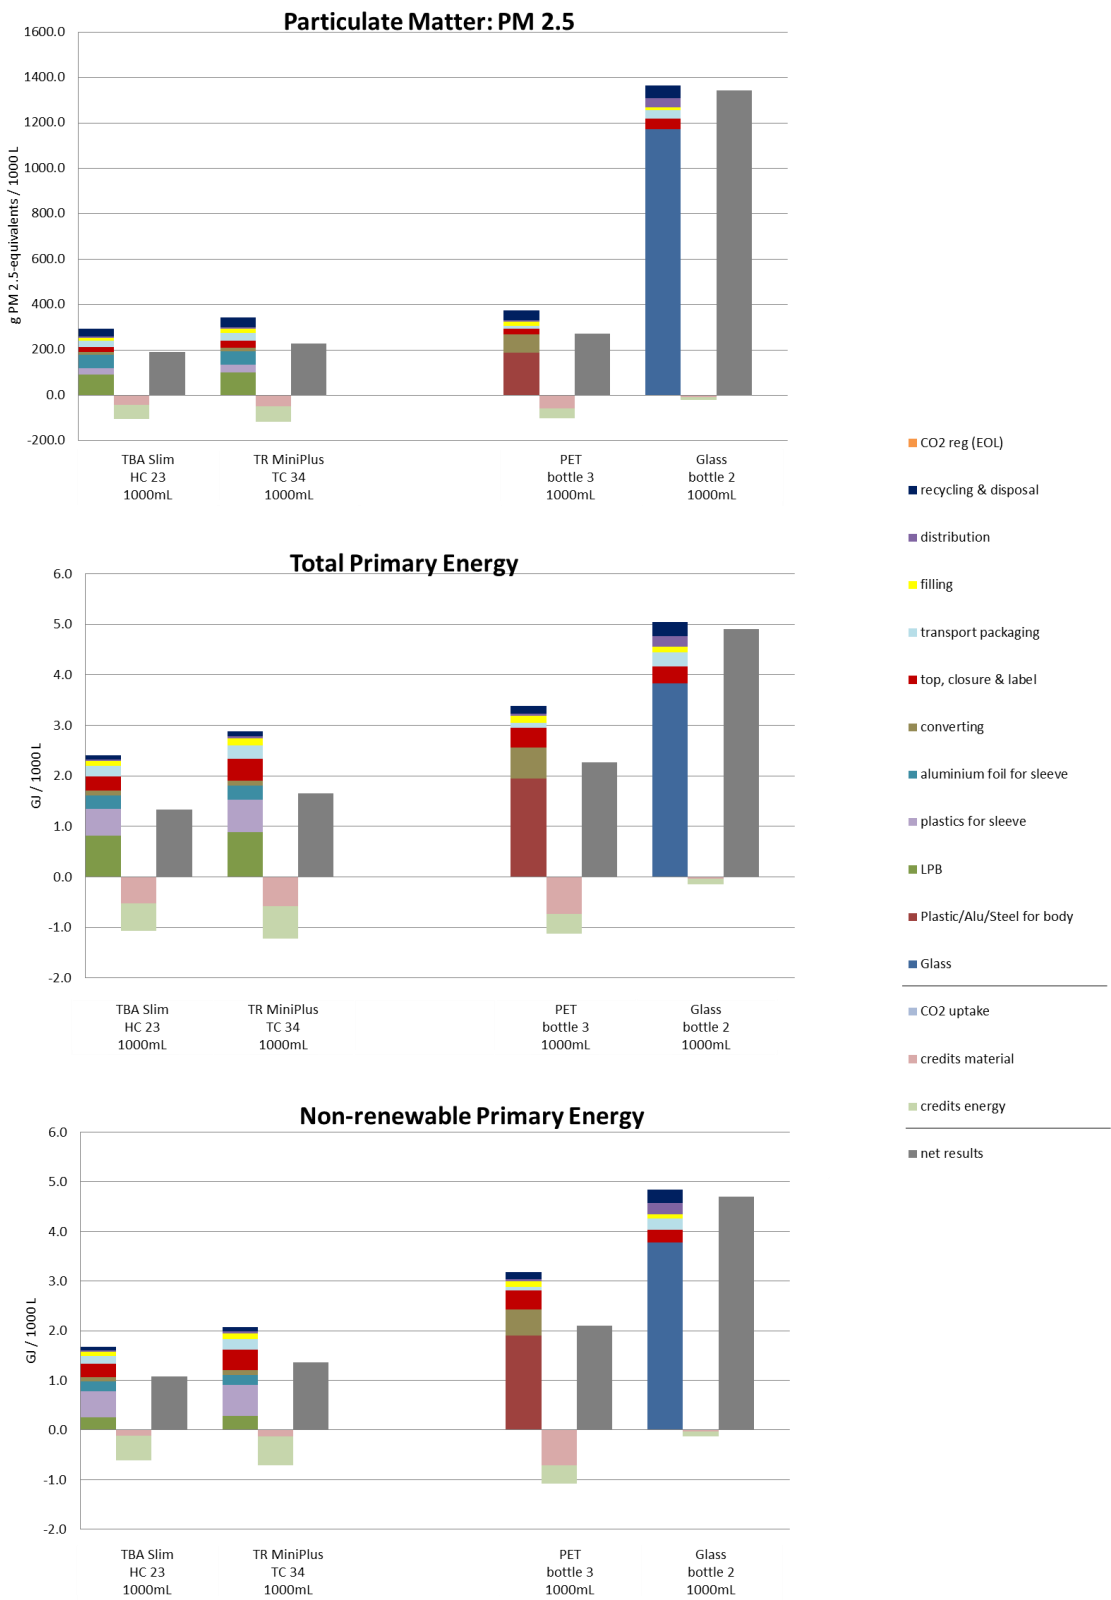 Particulate Matter: PM 2.5
1600.0
1400.0
1200.0
1000.0
800.0
600.0
400.0
200.0
0.0
-200.0
g PM 2.5-equivalents / 1000 L
TBA Slim
HC 23
1000mL
TR MiniPlus
TC 34
1000mL
PET
bottle 3
1000mL
Glass
bottle 2
1000mL
Total Primary Energy
6.0
5.0
4.0
3.0
2.0
1.0
0.0
-1.0
-2.0
GJ / 1000 L
TBA Slim
HC 23
1000mL
TR MiniPlus
TC 34
1000mL
PET
bottle 3
1000mL
Glass
bottle 2
1000mL
Non-renewable Primary Energy
6.0
5.0
4.0
3.0
2.0
1.0
0.0
-1.0
-2.0
GJ / 1000 L
TBA Slim
HC 23
1000mL
TR MiniPlus
TC 34
1000mL
PET
bottle 3
1000mL
Glass
bottle 2
1000mL
CO2 reg (EOL)
recycling & disposal
distribution
filling
transport packaging
top, closure & label
converting
aluminium foil for sleeve
plastics for sleeve
LPB
Plastic/Alu/Steel for body
Glass
CO2 uptake
credits material
credits energy
net results